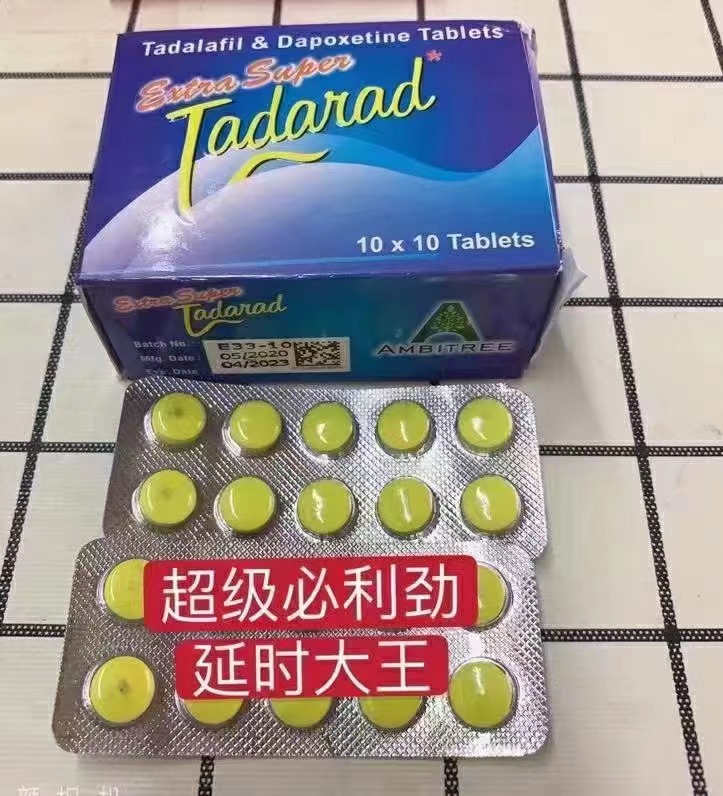 Tadalafil & Dapoxetine Tablets
Extra Super
Tadarad*
10 x 10 Tablets
Extra Super
Tadarad
Batch No.: E33-10
Mfg. Date: 05/2020
Exp. Date 04/2023
AMBITREE
超级必利劲
延时大王